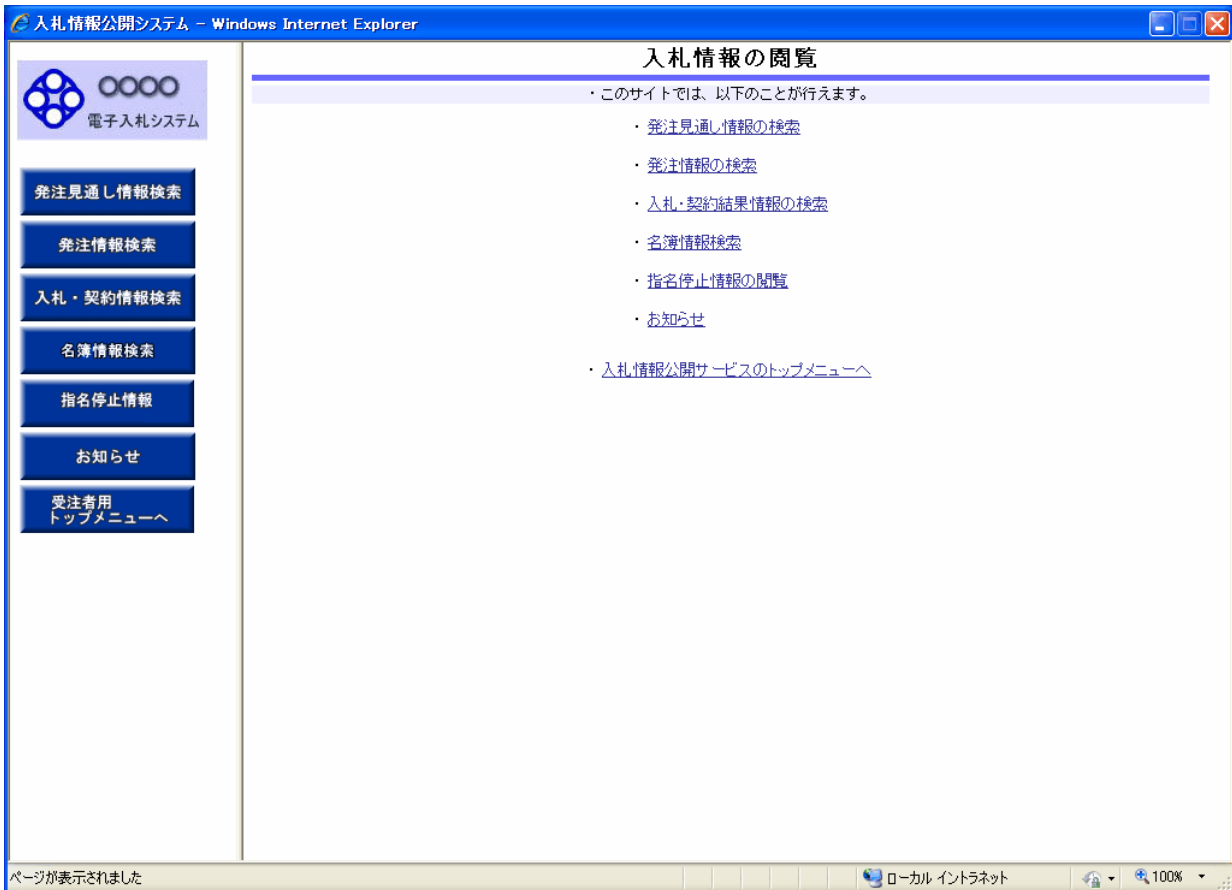 入札情報公開システム - Windows Internet Explorer
○○○○
電子入札システム
発注見通し情報検索
発注情報検索
入札・契約情報検索
名簿情報検索
指名停止情報
お知らせ
受注者用
トップメニューへ
入札情報の閲覧
・このサイトでは、以下のことが行えます。
・発注見通し情報の検索
・発注情報の検索
・入札・契約結果情報の検索
・名簿情報検索
・指名停止情報の閲覧
・お知らせ
・入札情報公開サービスのトップメニューへ
ページが表示されました
ローカル イントラネット
100%